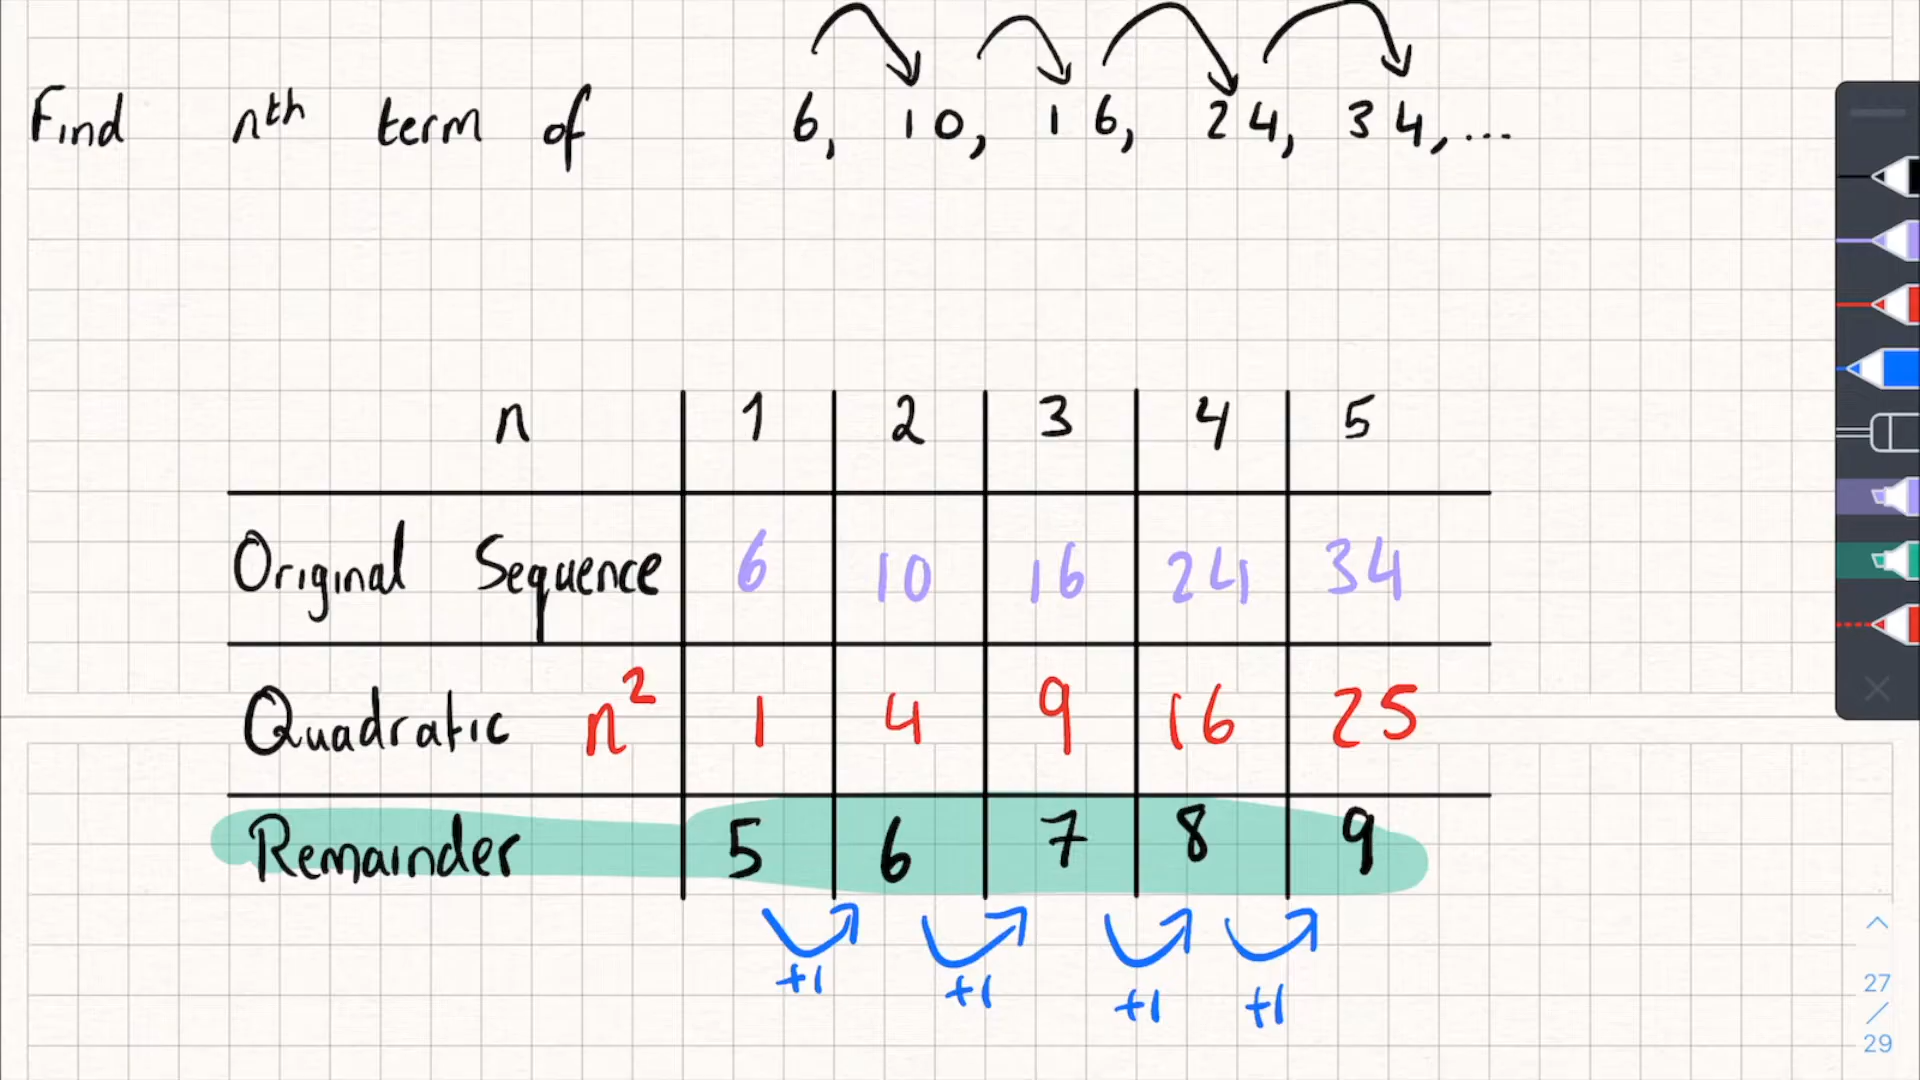 Find nth term of 6, 10, 16, 24, 34, ...
n 1 2 3 4 5
Original Sequence 6 10 16 24 34
Quadratic n² 1 4 9 16 25
Remainder 5 6 7 8 9
+1 +1 +1 +1
27
/
29